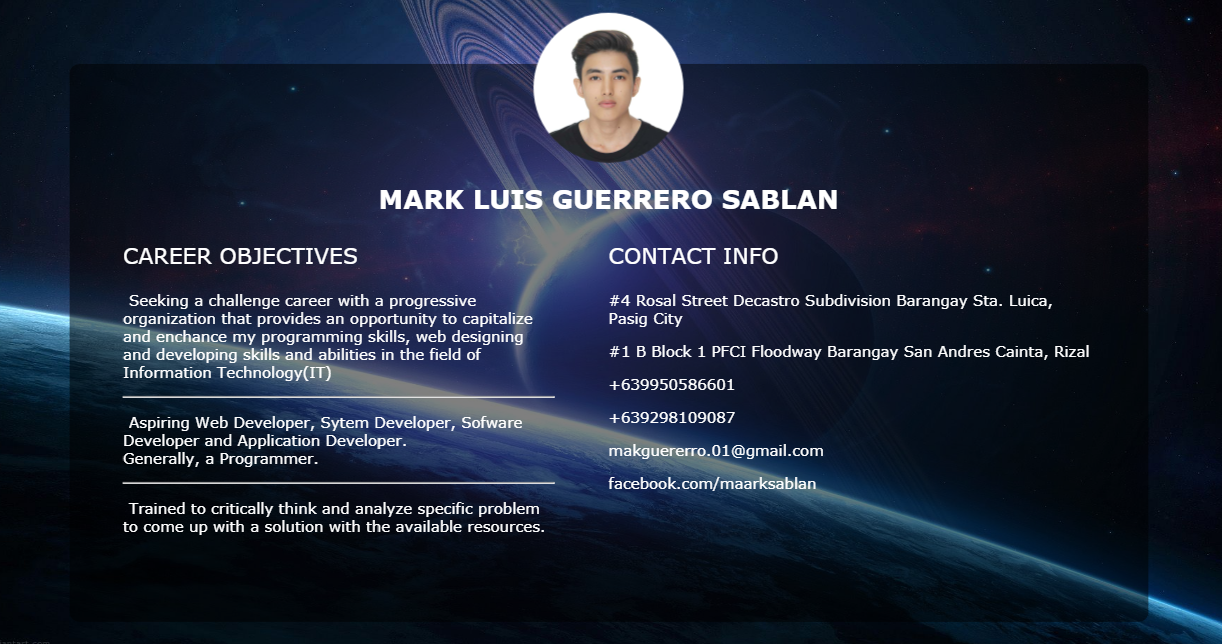 MARK LUIS GUERRERO SABLAN
CAREER OBJECTIVES
Seeking a challenge career with a progressive
organization that provides an opportunity to capitalize
and enchance my programming skills, web designing
and developing skills and abilities in the field of
Information Technology(IT)
Aspiring Web Developer, Sytem Developer, Sofware
Developer and Application Developer.
Generally, a Programmer.
Trained to critically think and analyze specific problem
to come up with a solution with the available resources.
CONTACT INFO
#4 Rosal Street Decastro Subdivision Barangay Sta. Luica,
Pasig City
#1 B Block 1 PFCI Floodway Barangay San Andres Cainta, Rizal
+639950586601
+639298109087
makguererro.01@gmail.com
facebook.com/maarksablan